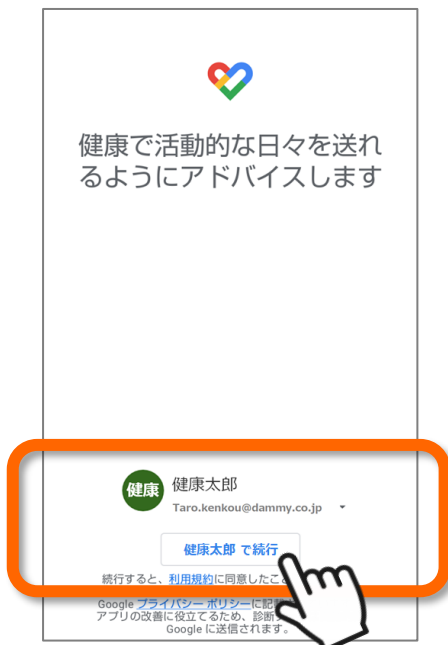 健康で活動的な日々を送れ
るようにアドバイスします
健康
健康太郎
Taro.kenkou@dammy.co.jp
健康太郎 で続行
続行すると、利用規約に同意したこ
Google プライバシー ポリシーに記
アプリの改善に役立てるため、診断
Google に送信されます。